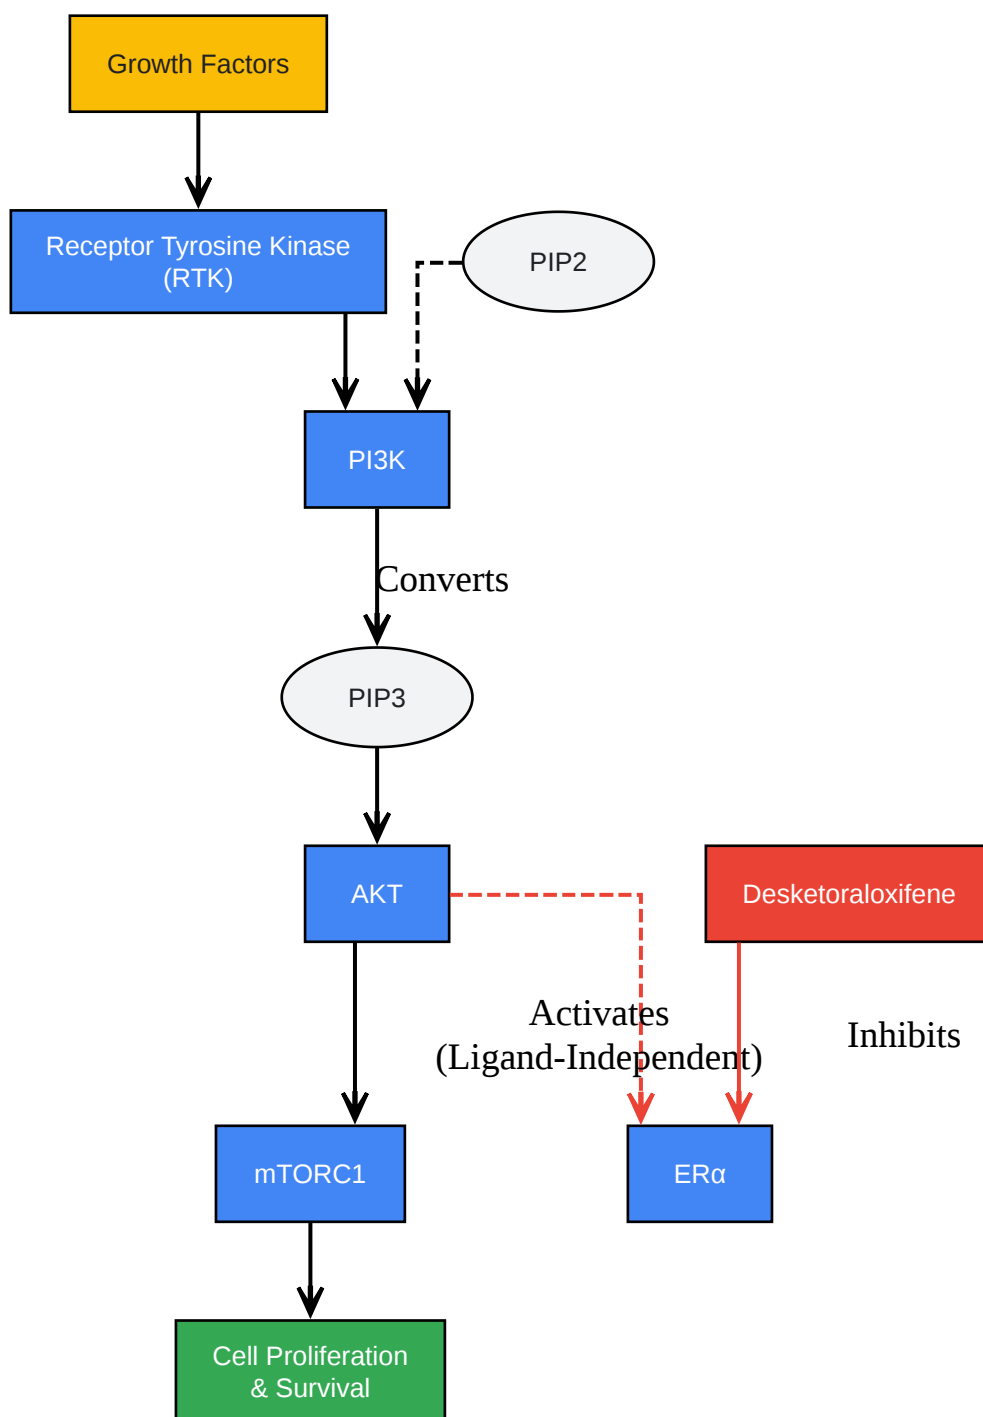 Growth Factors
Receptor Tyrosine Kinase
(RTK)
PIP2
PI3K
Converts
PIP3
AKT
Desketoraloxifene
Activates
(Ligand-Independent)
Inhibits
mTORC1
ERα
Cell Proliferation
& Survival